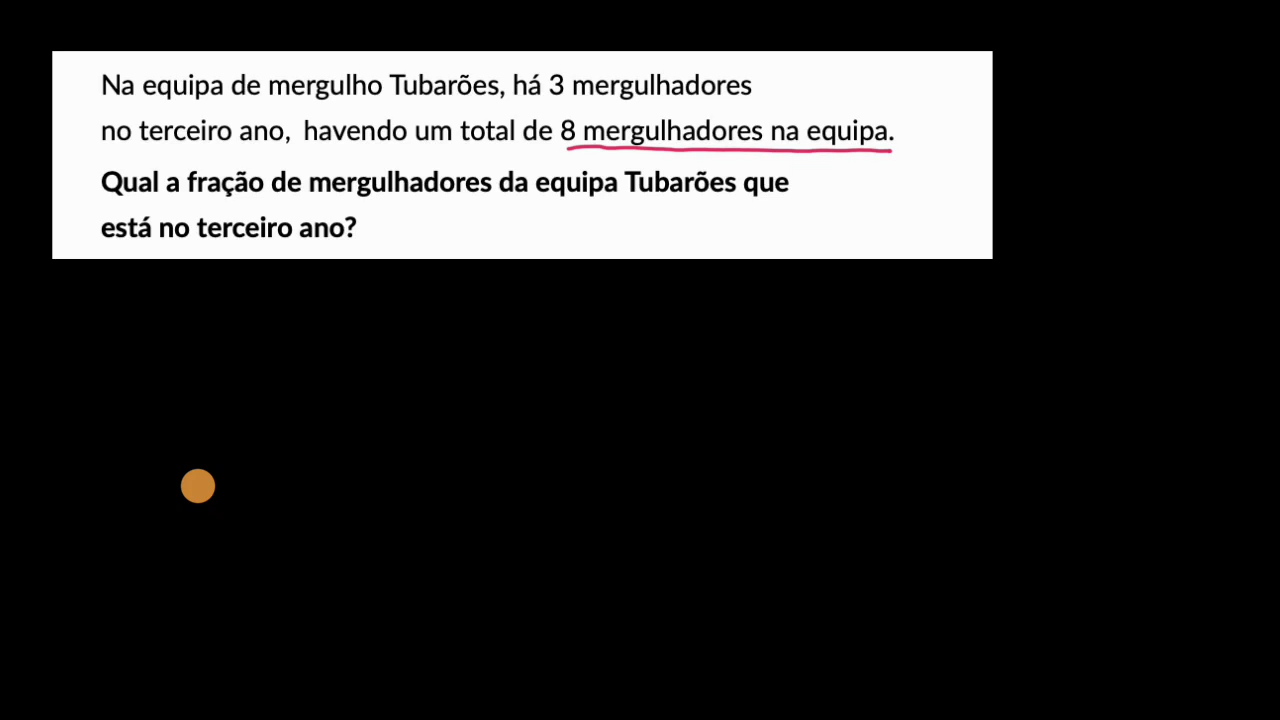 Na equipa de mergulho Tubarões, há 3 mergulhadores
no terceiro ano, havendo um total de 8 mergulhadores na equipa.
Qual a fração de mergulhadores da equipa Tubarões que
está no terceiro ano?